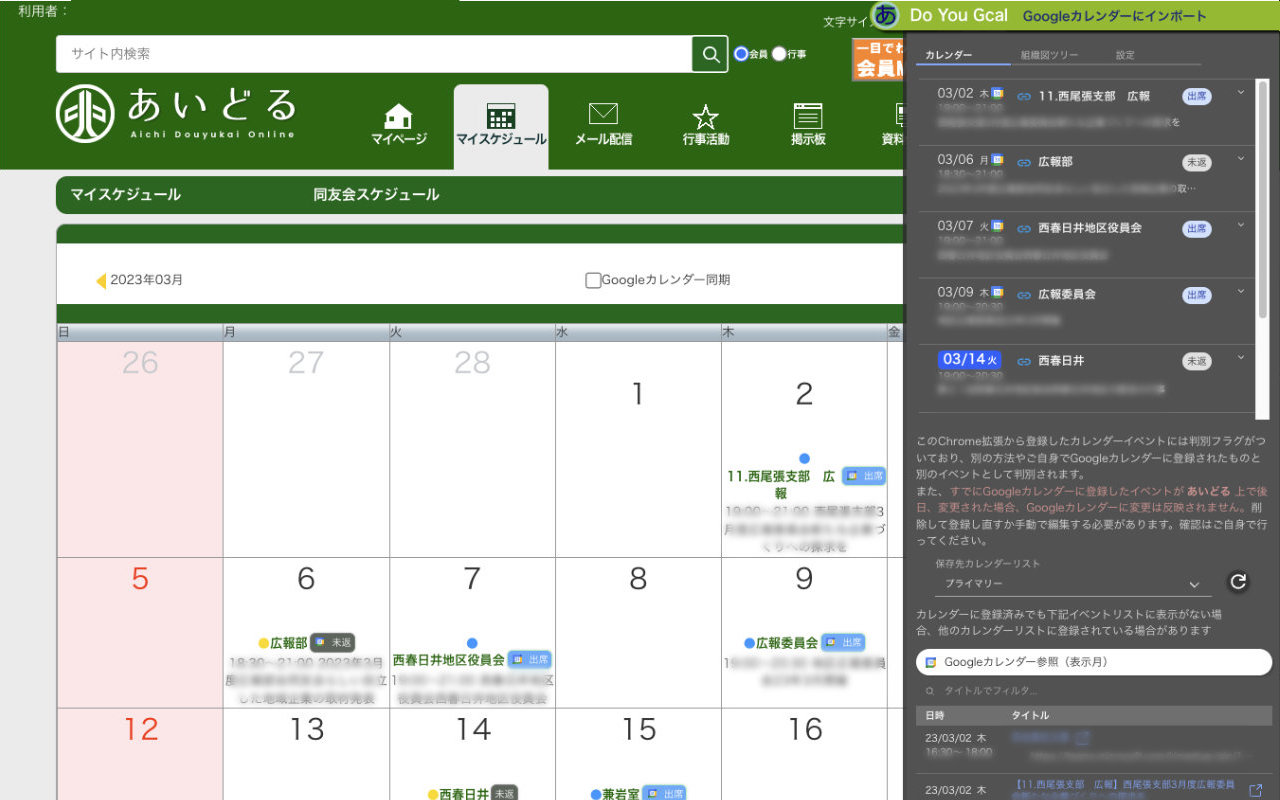 利用者：
文字サイ
サイト内検索
会員
行事
一目でわ
会員M
あいどる
Aichi Douyukai Online
マイページ
マイスケジュール
メール配信
行事活動
掲示板
資料
マイスケジュール
同友会スケジュール
2023年03月
Googleカレンダー同期
日 月 火 水 木 金
26 27 28 1 2
11.西尾張支部　広報
出席
19:00〜21:00
5 6 7 8 9
広報部 未返
18:30〜21:00 2023年3月
西春日井地区役員会 出席
19:00〜21:00
広報委員会 出席
19:00〜20:30
12 13 14 15 16
西春日井 未返
兼岩室 出席
あ Do You Gcal Googleカレンダーにインポート
カレンダー 組織図ツリー 設定
03/02 木 11.西尾張支部　広報 出席
19:00〜21:00
03/06 月 広報部 未返
18:30〜21:00
03/07 火 西春日井地区役員会 出席
19:00〜21:00
03/09 木 広報委員会 出席
19:00〜20:30
03/14 火 西春日井 未返
19:00〜20:30
このChrome拡張から登録したカレンダーイベントには判別フラグがつ
いており、別の方法やご自身でGoogleカレンダーに登録されたものと
別のイベントとして判別されます。
また、すでにGoogleカレンダーに登録したイベントが あいどる 上で後
日、変更された場合、Googleカレンダーに変更は反映されません。削
除して登録し直すか手動で編集する必要があります。確認はご自身で行
ってください。
保存先カレンダーリスト
プライマリー
カレンダーに登録済みでも下記イベントリストに表示がない場
合、他のカレンダーリストに登録されている場合があります
Googleカレンダー参照（表示月）
タイトルでフィルタ...
日時 タイトル
23/03/02 木
16:30〜 18:00
23/03/02 木
【11.西尾張支部　広報】西尾張支部3月度広報委員